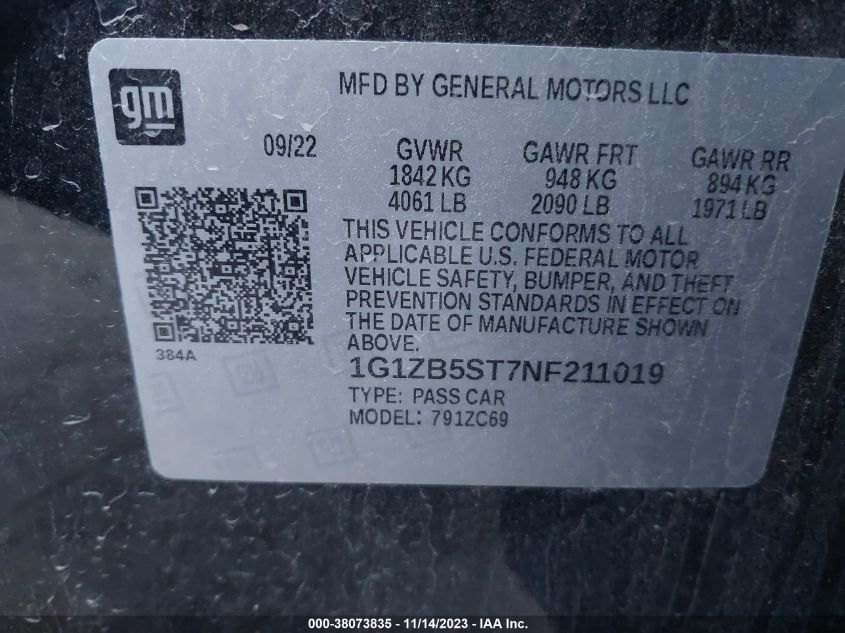 gm
MFD BY GENERAL MOTORS LLC
09/22
GVWR
1842 KG
4061 LB
GAWR FRT
948 KG
2090 LB
GAWR RR
894 KG
1971 LB
THIS VEHICLE CONFORMS TO ALL
APPLICABLE U.S. FEDERAL MOTOR
VEHICLE SAFETY, BUMPER, AND THEFT
PREVENTION STANDARDS IN EFFECT ON
THE DATE OF MANUFACTURE SHOWN
ABOVE.
384A
1G1ZB5ST7NF211019
TYPE: PASS CAR
MODEL: 791ZC69
000-38073835 - 11/14/2023 - IAA Inc.